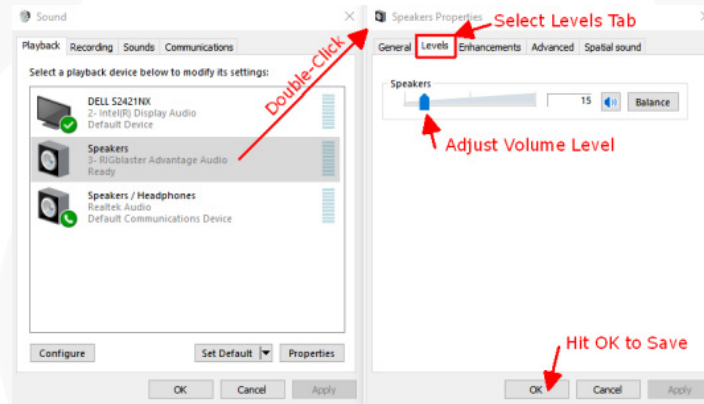 Sound
Playback Recording Sounds Communications
Select a playback device below to modify its settings:
DELL S2421NX
2- Intel(R) Display Audio
Default Device
Speakers
3- RIGblaster Advantage Audio
Ready
Speakers / Headphones
Realtek Audio
Default Communications Device
Configure Set Default Properties
OK Cancel Apply
Double-Click
Speakers Properties
Select Levels Tab
General Levels Enhancements Advanced Spatial sound
Speakers
15 Balance
Adjust Volume Level
Hit OK to Save
OK Cancel Apply